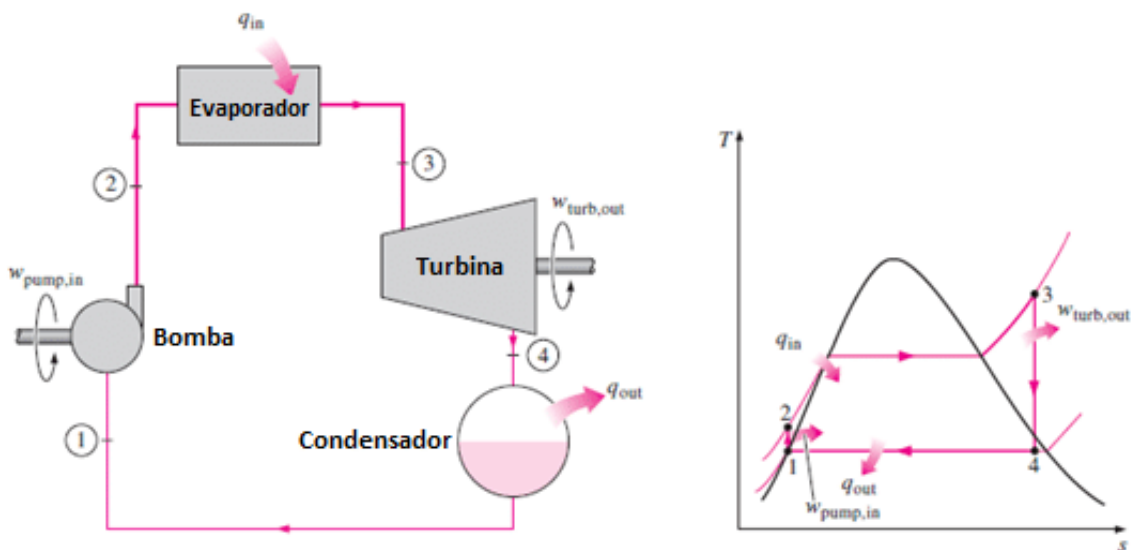 q_in
Evaporador
2
3
w_turb,out
w_pump,in
Turbina
Bomba
4
q_out
1
Condensador
T
3
w_turb,out
q_in
2
1
4
q_out
w_pump,in
s